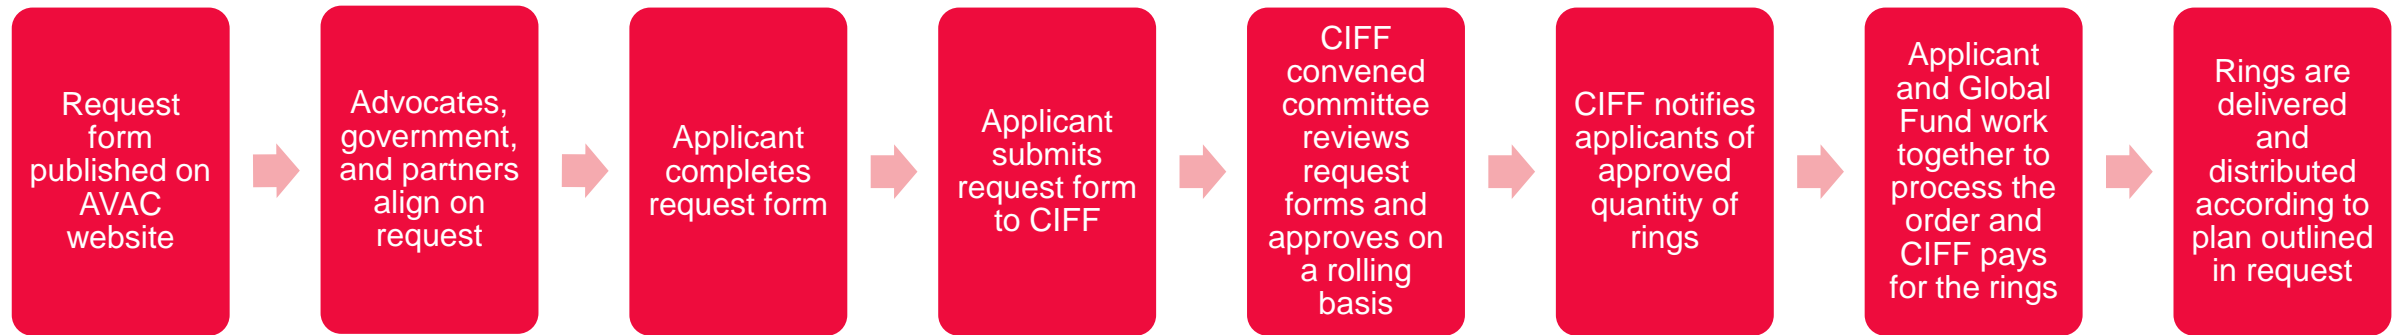 Request
form
published on
AVAC
website
Advocates,
government,
and partners
align on
request
Applicant
completes
request form
Applicant
submits
request form
to CIFF
CIFF
convened
committee
reviews
request
forms and
approves on
a rolling
basis
CIFF notifies
applicants of
approved
quantity of
rings
Applicant
and Global
Fund work
together to
process the
order and
CIFF pays
for the rings
Rings are
delivered
and
distributed
according to
plan outlined
in request